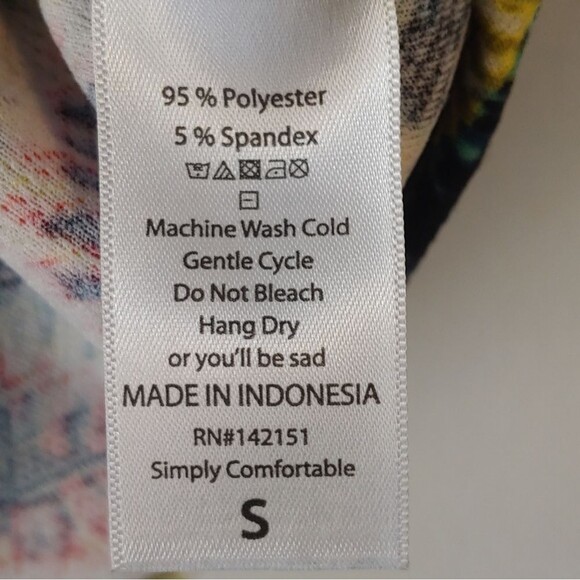 95 % Polyester
5 % Spandex
Machine Wash Cold
Gentle Cycle
Do Not Bleach
Hang Dry
or you'll be sad
MADE IN INDONESIA
RN#142151
Simply Comfortable
S